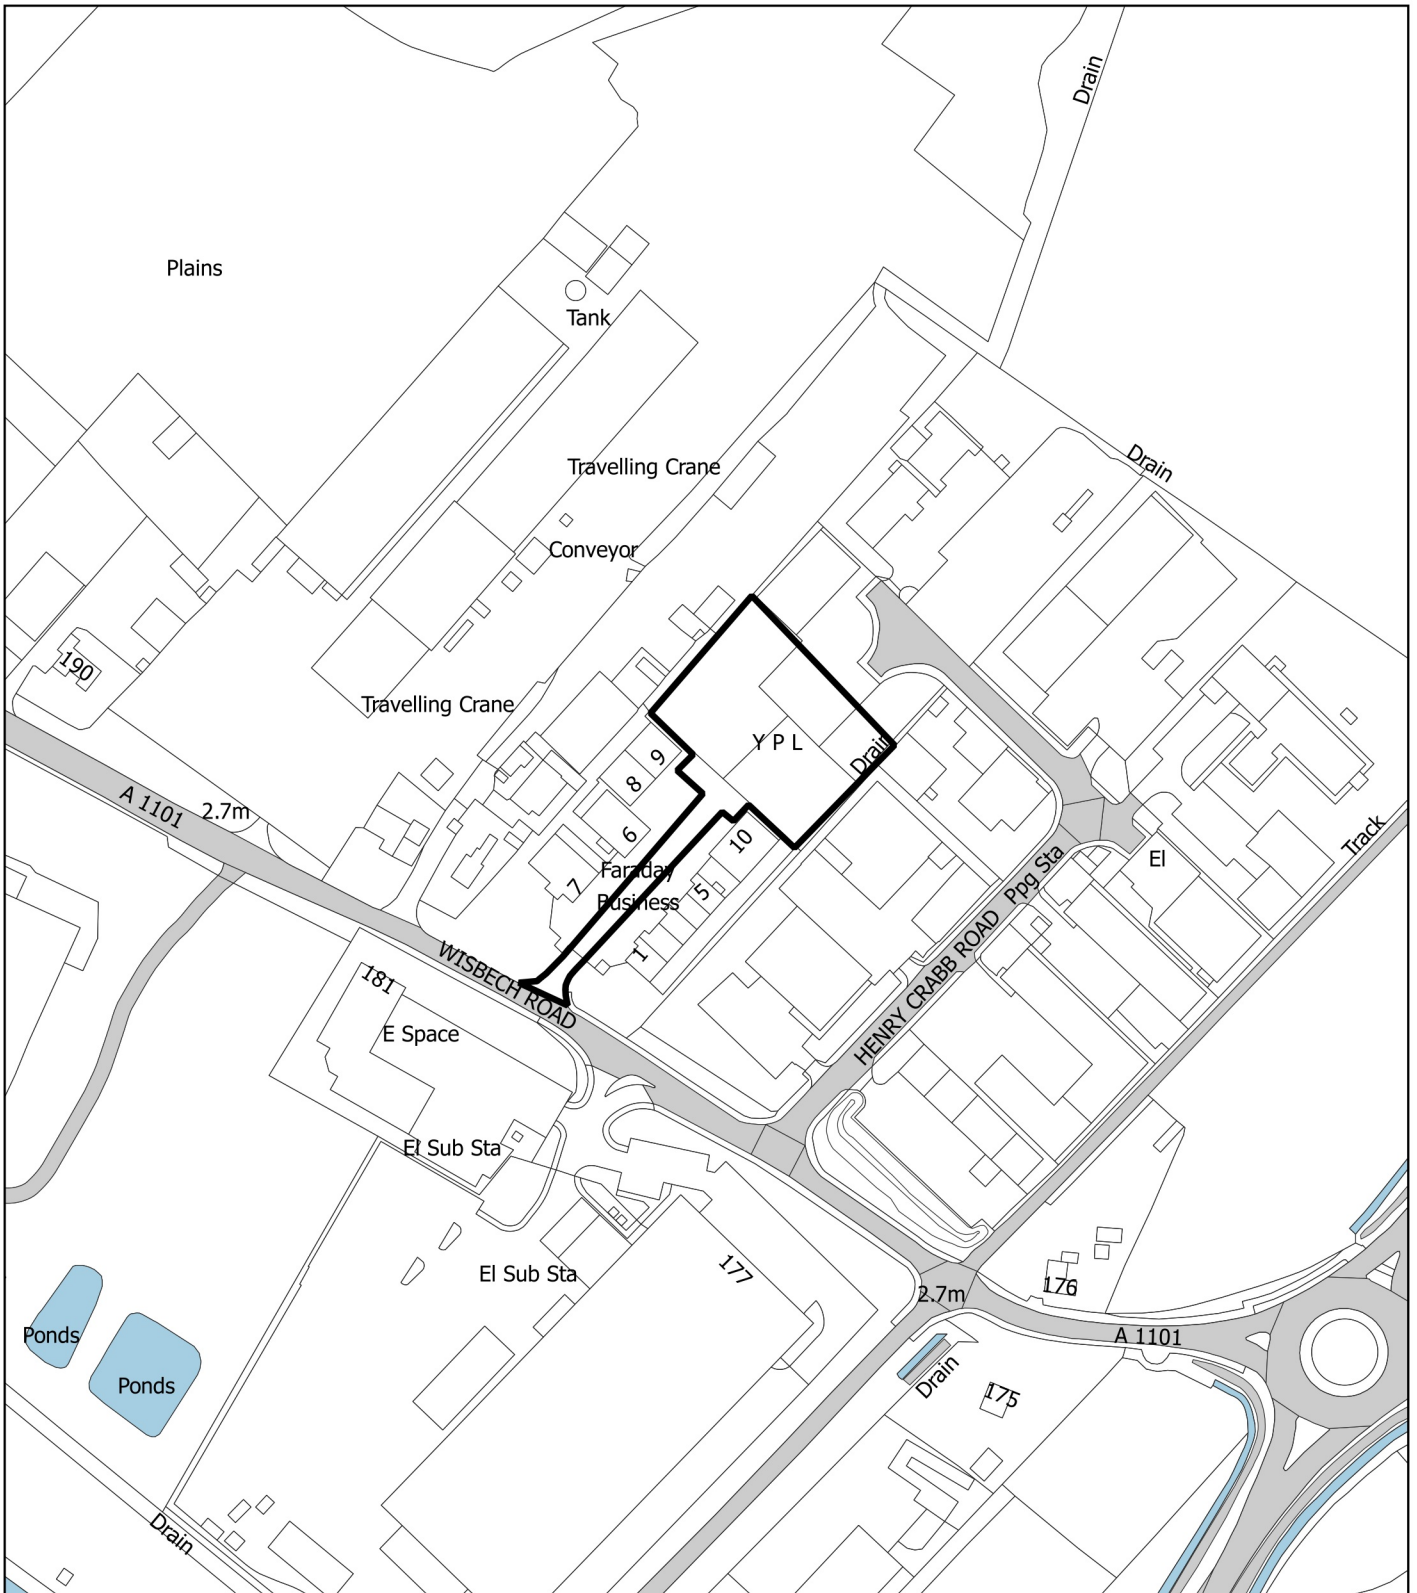 Drain
Plains
Tank
Drain
Travelling Crane
Conveyor
190
Travelling Crane
Y P L
Drain
9
8
A 1101
2.7m
6
10
Track
El
Ppg Sta
Faraday
7
5
Business
1
WISBECH ROAD
HENRY CRABB ROAD
181
E Space
El Sub Sta
El Sub Sta
177
176
2.7m
A 1101
Ponds
Ponds
Drain
175
Drain